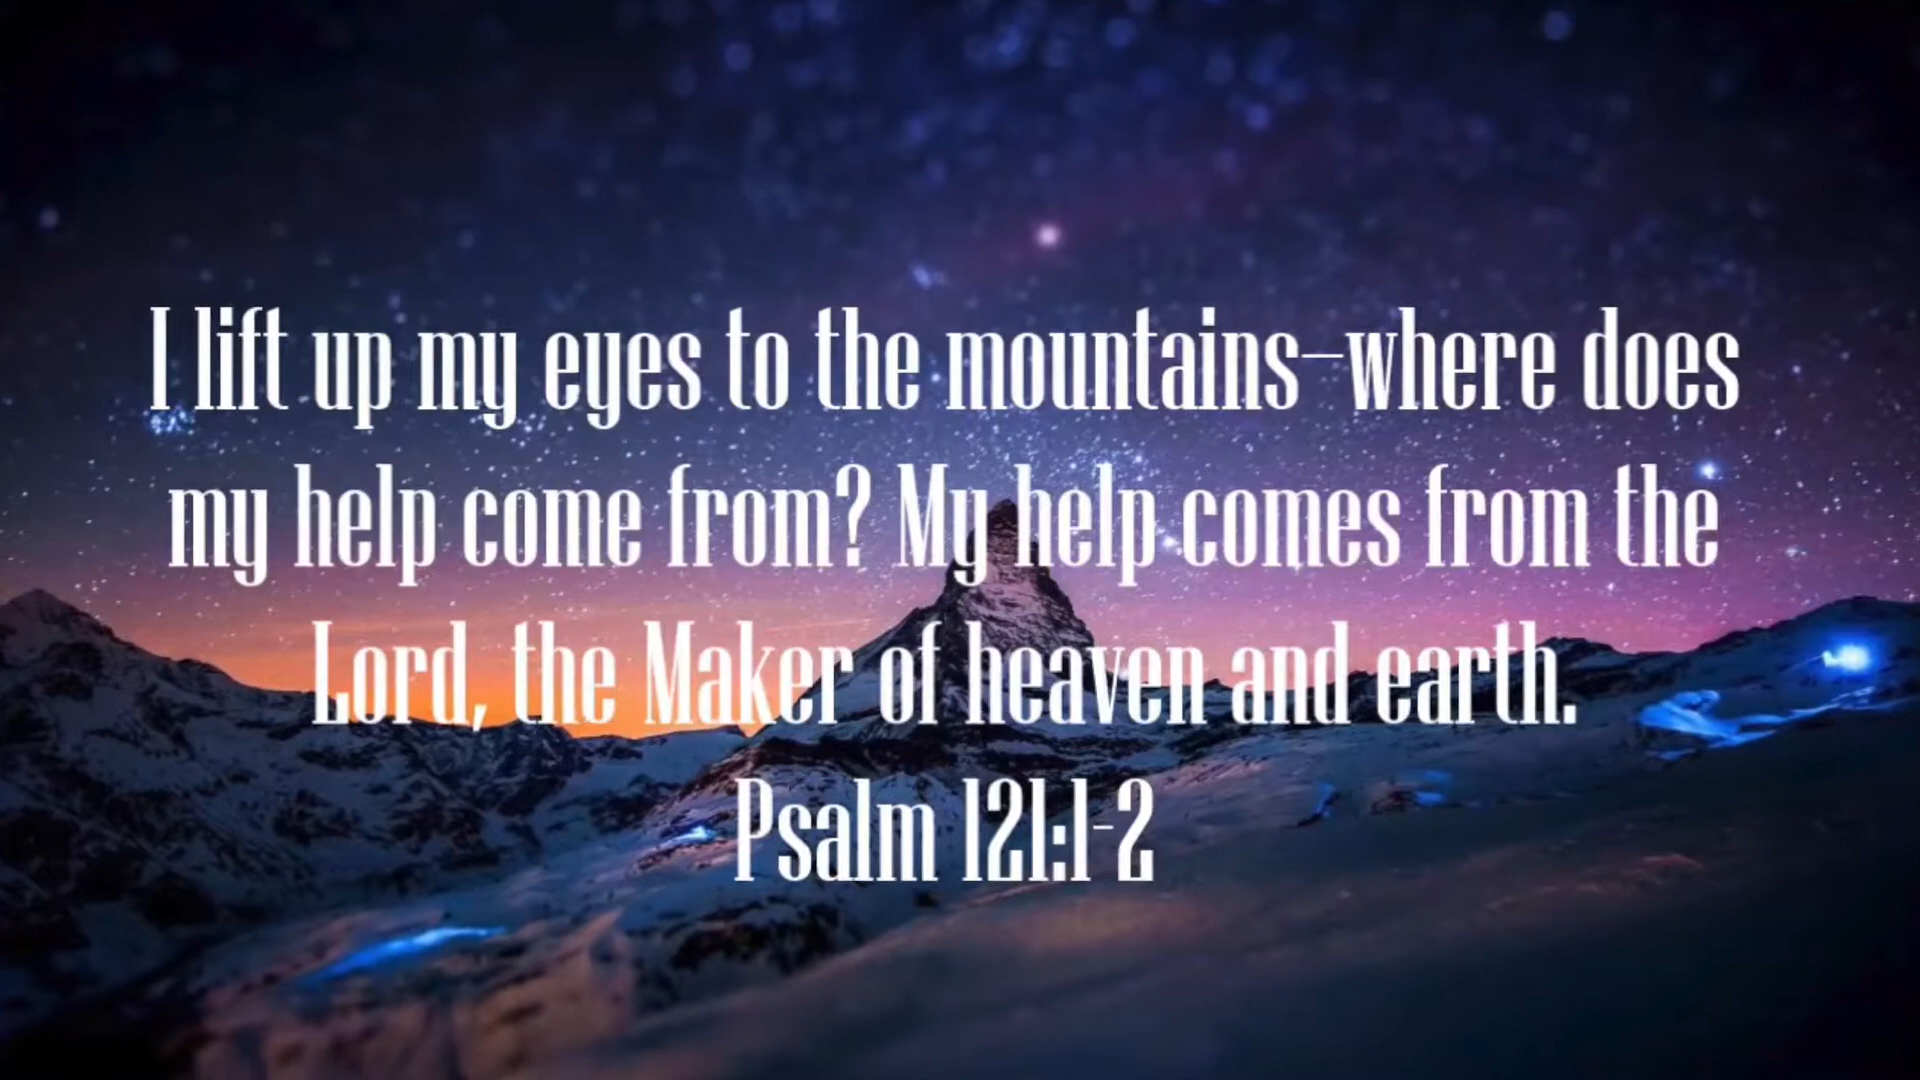 I lift up my eyes to the mountains—where does
my help come from? My help comes from the
Lord, the Maker of heaven and earth.
Psalm 121:1-2